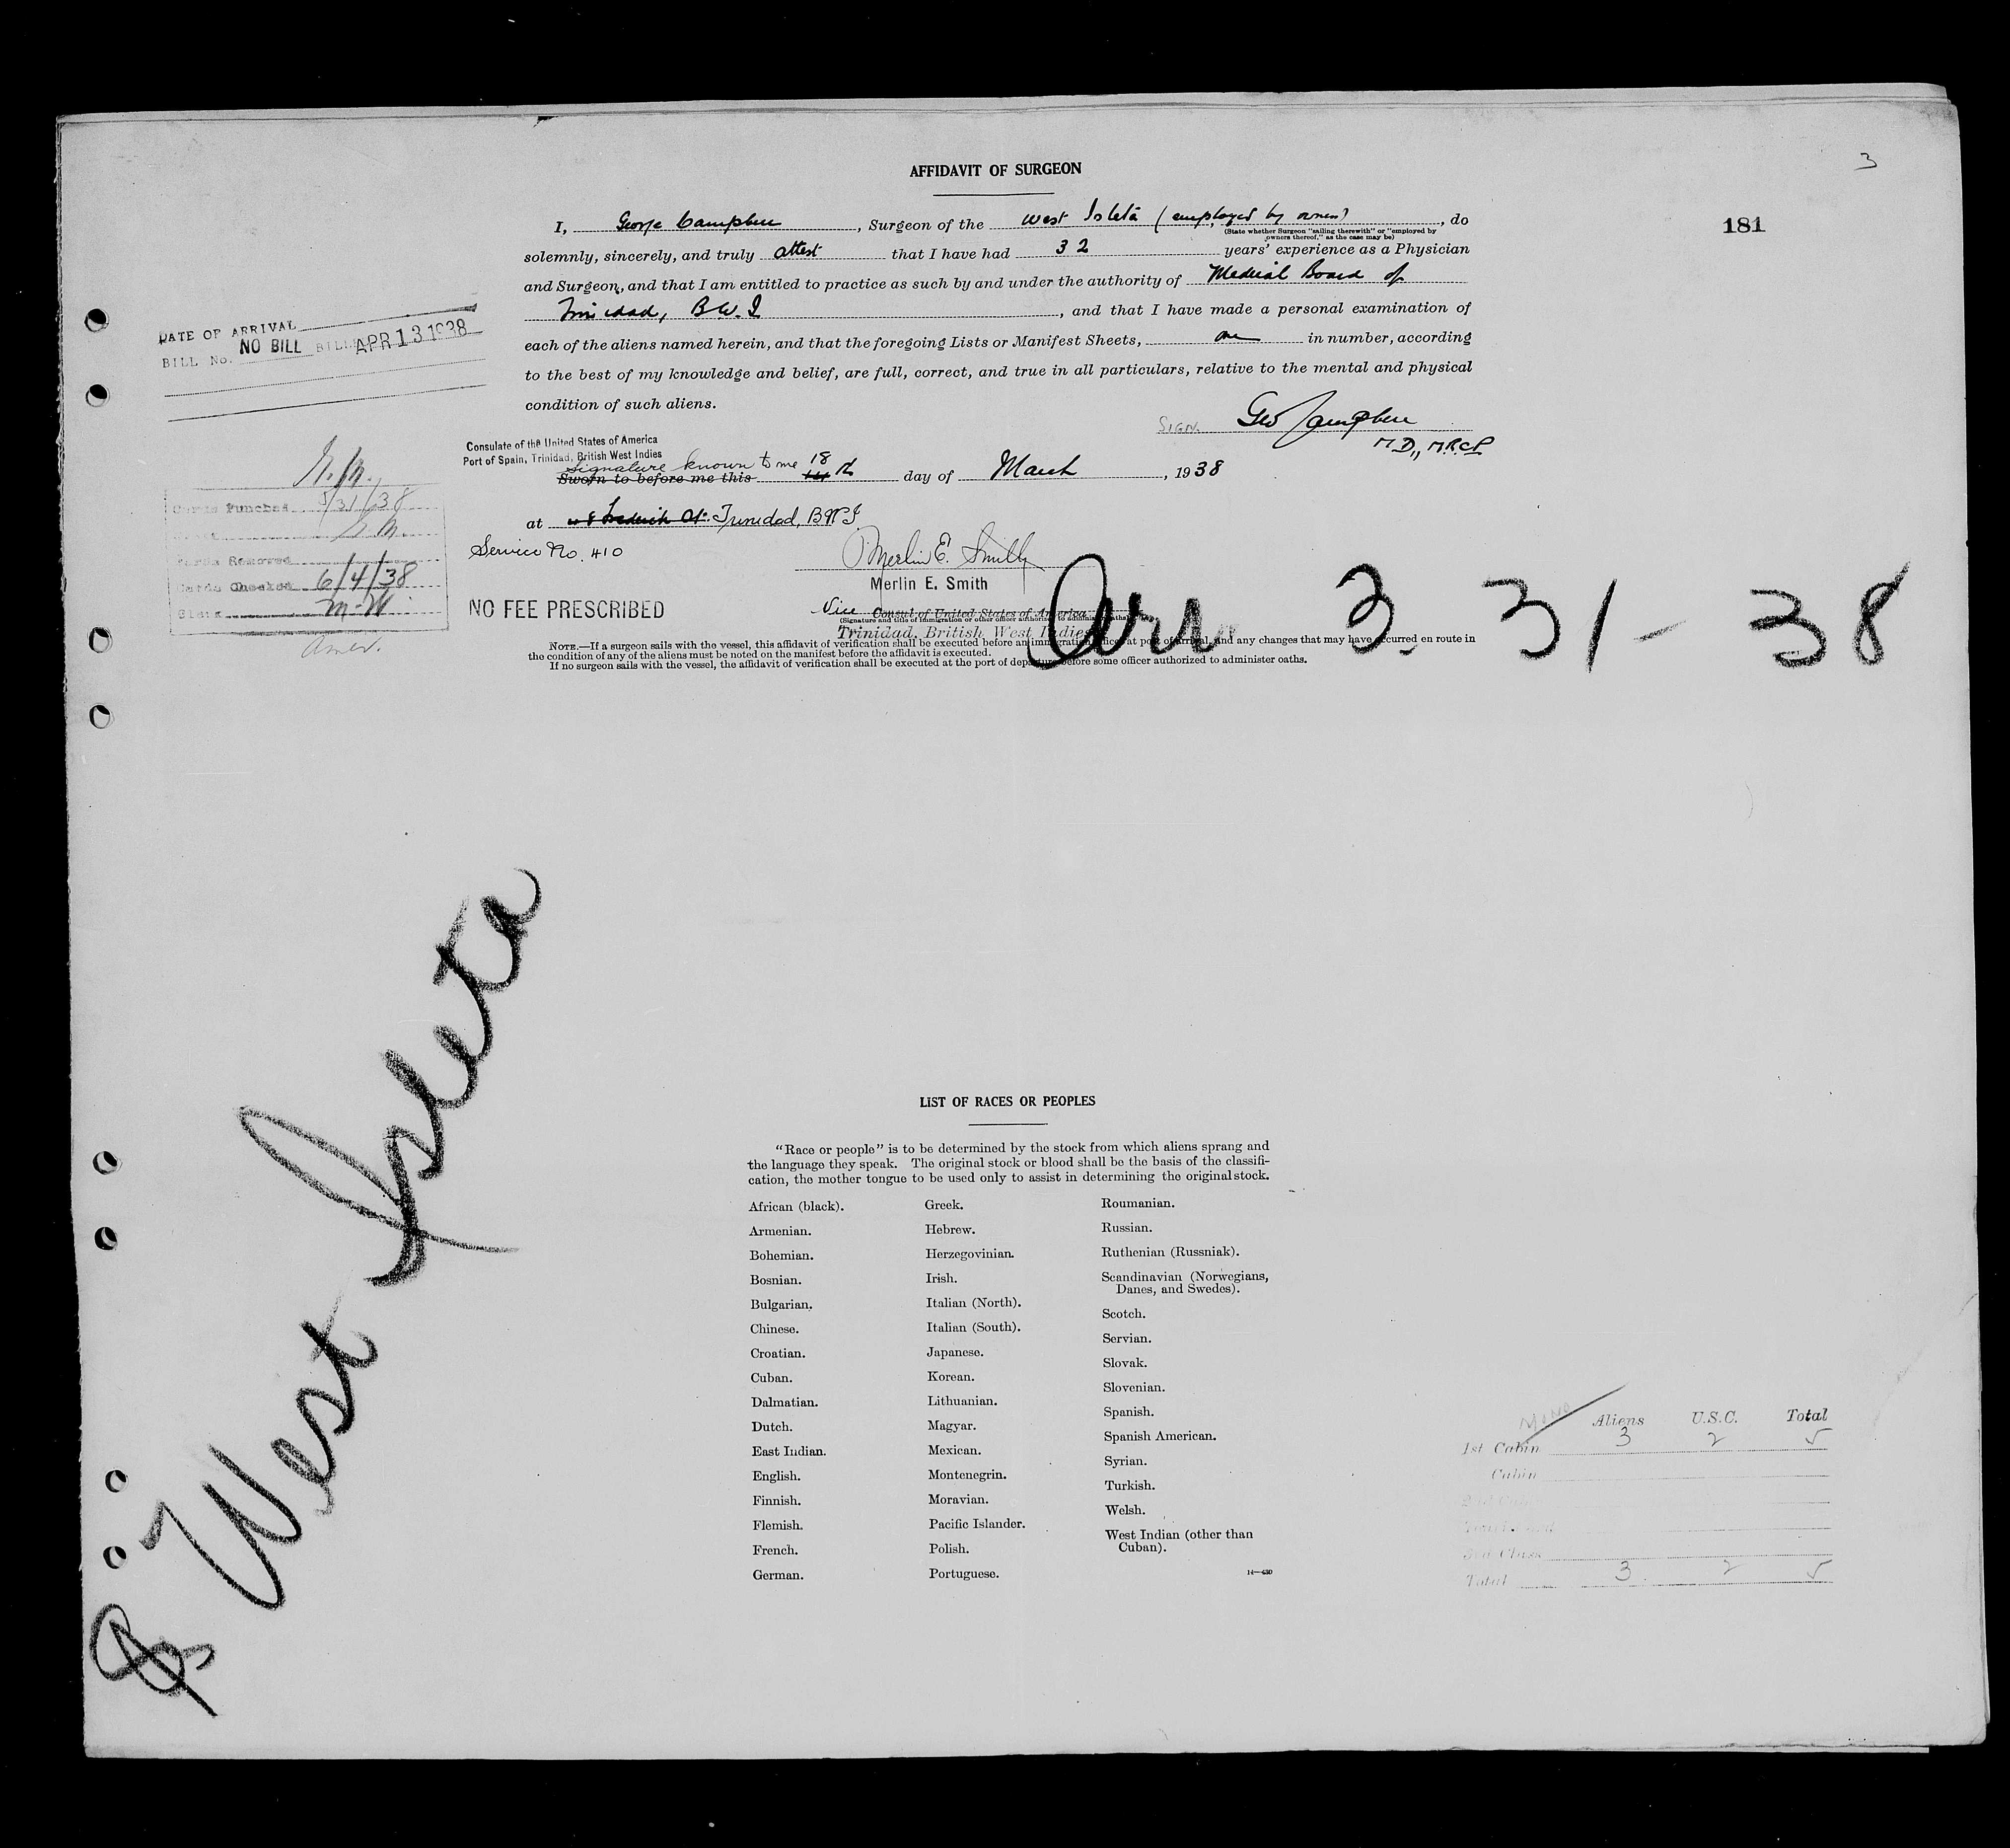 AFFIDAVIT OF SURGEON
3
181
I, George Campbell, Surgeon of the West Isleta (employed by owners), do
(State whether Surgeon "sailing therewith" or "employed by
owners thereof," as the case may be)
solemnly, sincerely, and truly attest that I have had 32 years' experience as a Physician
and Surgeon, and that I am entitled to practice as such by and under the authority of Medical Board of
Trinidad, B.W.I, and that I have made a personal examination of
each of the aliens named herein, and that the foregoing Lists or Manifest Sheets, one in number, according
to the best of my knowledge and belief, are full, correct, and true in all particulars, relative to the mental and physical
condition of such aliens.
DATE OF ARRIVAL
BILL No. NO BILL BILL APR 13 1938
SIGN. Geo Campbell
M.D., M.R.C.P.
Consulate of the United States of America
Port of Spain, Trinidad, British West Indies
Signature known to me 18
Sworn to before me this th day of March, 1938
at Frederick St. Trinidad, BWI
Service No. 410
Merlin E. Smith
Merlin E. Smith
NO FEE PRESCRIBED
Vice Consul of United States of America
(Signature and title of immigration or other officer authorized to administer oaths)
Trinidad, British West Indies
Cards Punched 5/31/38
Cards Removed
Cards Checked 6/4/38
Clerk M-W
Arr 3. 31-38
NOTE.—If a surgeon sails with the vessel, this affidavit of verification shall be executed before an immigration officer at port of arrival, and any changes that may have occurred en route in
the condition of any of the aliens must be noted on the manifest before the affidavit is executed.
If no surgeon sails with the vessel, the affidavit of verification shall be executed at the port of departure before some officer authorized to administer oaths.
SS West Isleta
LIST OF RACES OR PEOPLES
"Race or people" is to be determined by the stock from which aliens sprang and
the language they speak. The original stock or blood shall be the basis of the classifi-
cation, the mother tongue to be used only to assist in determining the original stock.
African (black).
Armenian.
Bohemian.
Bosnian.
Bulgarian.
Chinese.
Croatian.
Cuban.
Dalmatian.
Dutch.
East Indian.
English.
Finnish.
Flemish.
French.
German.
Greek.
Hebrew.
Herzegovinian.
Irish.
Italian (North).
Italian (South).
Japanese.
Korean.
Lithuanian.
Magyar.
Mexican.
Montenegrin.
Moravian.
Pacific Islander.
Polish.
Portuguese.
Roumanian.
Russian.
Ruthenian (Russniak).
Scandinavian (Norwegians,
Danes, and Swedes).
Scotch.
Servian.
Slovak.
Slovenian.
Spanish.
Spanish American.
Syrian.
Turkish.
Welsh.
West Indian (other than
Cuban).
14—430
Aliens U.S.C. Total
1st Cabin 3 2 5
Cabin
3rd Class
Total 3 2 5